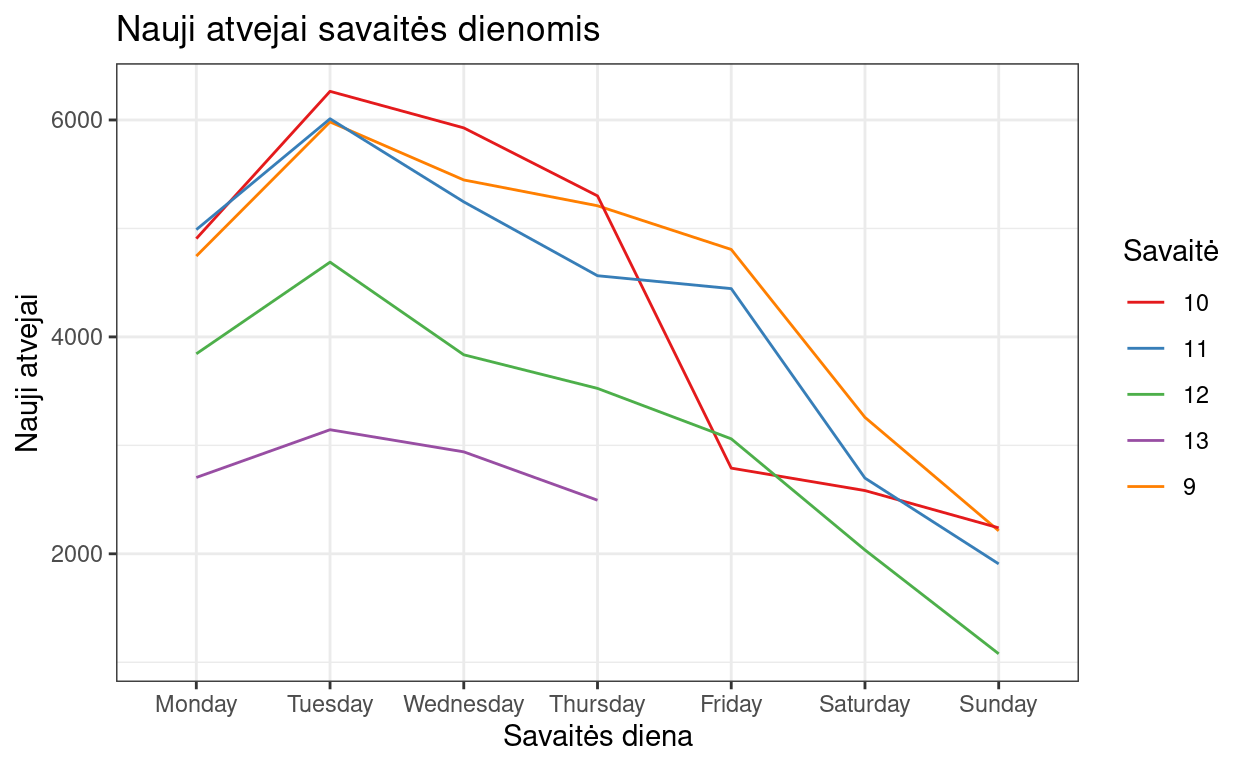 Nauji atvejai savaitės dienomis
Nauji atvejai
6000
4000
2000
Monday Tuesday Wednesday Thursday Friday Saturday Sunday
Savaitės diena
Savaitė
10
11
12
13
9